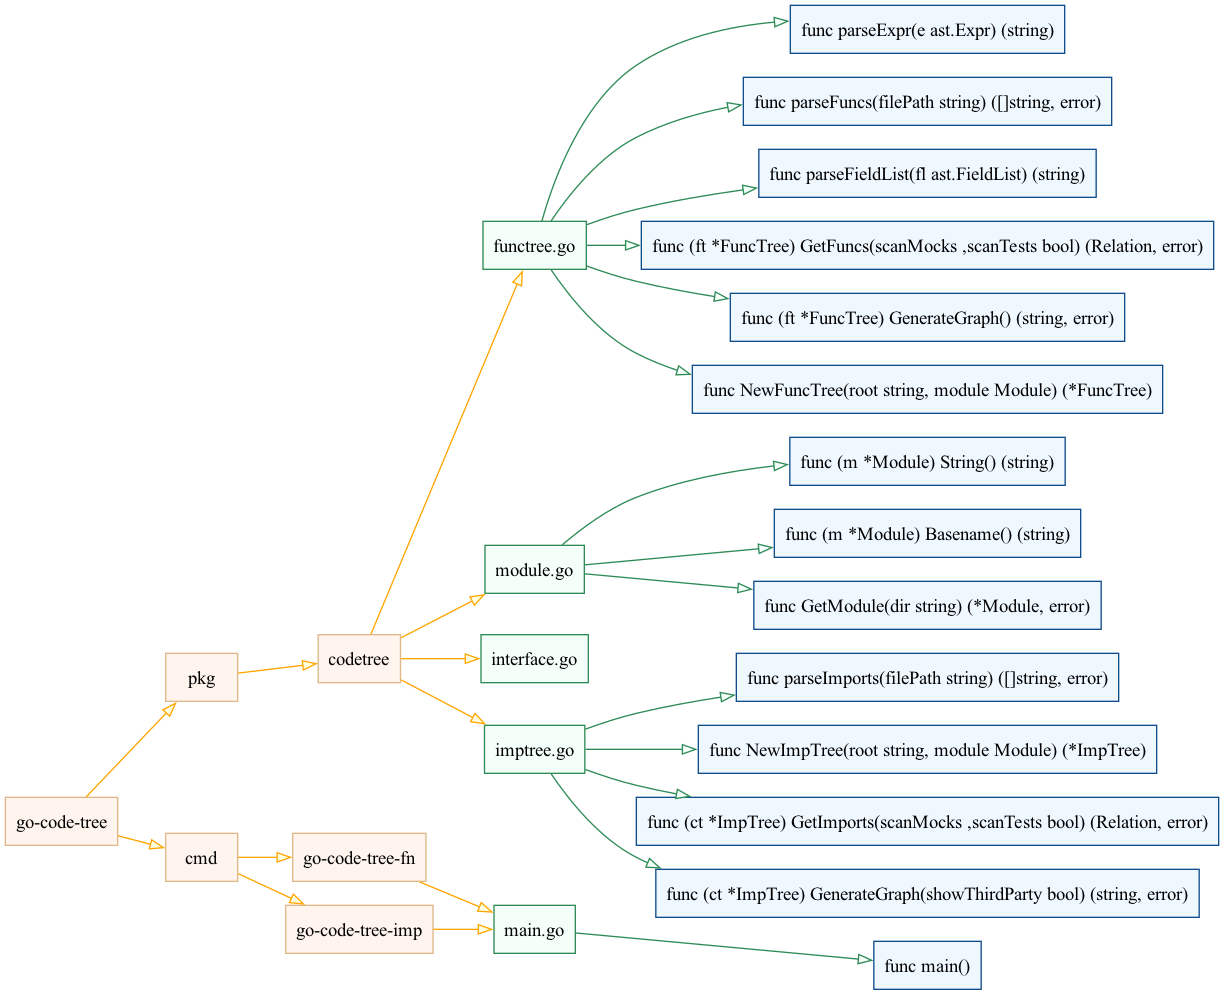 func parseExpr(e ast.Expr) (string)
func parseFuncs(filePath string) ([]string, error)
func parseFieldList(fl ast.FieldList) (string)
functree.go
func (ft *FuncTree) GetFuncs(scanMocks ,scanTests bool) (Relation, error)
func (ft *FuncTree) GenerateGraph() (string, error)
func NewFuncTree(root string, module Module) (*FuncTree)
func (m *Module) String() (string)
func (m *Module) Basename() (string)
module.go
func GetModule(dir string) (*Module, error)
codetree
interface.go
pkg
func parseImports(filePath string) ([]string, error)
imptree.go
func NewImpTree(root string, module Module) (*ImpTree)
go-code-tree
func (ct *ImpTree) GetImports(scanMocks ,scanTests bool) (Relation, error)
cmd
go-code-tree-fn
func (ct *ImpTree) GenerateGraph(showThirdParty bool) (string, error)
go-code-tree-imp
main.go
func main()